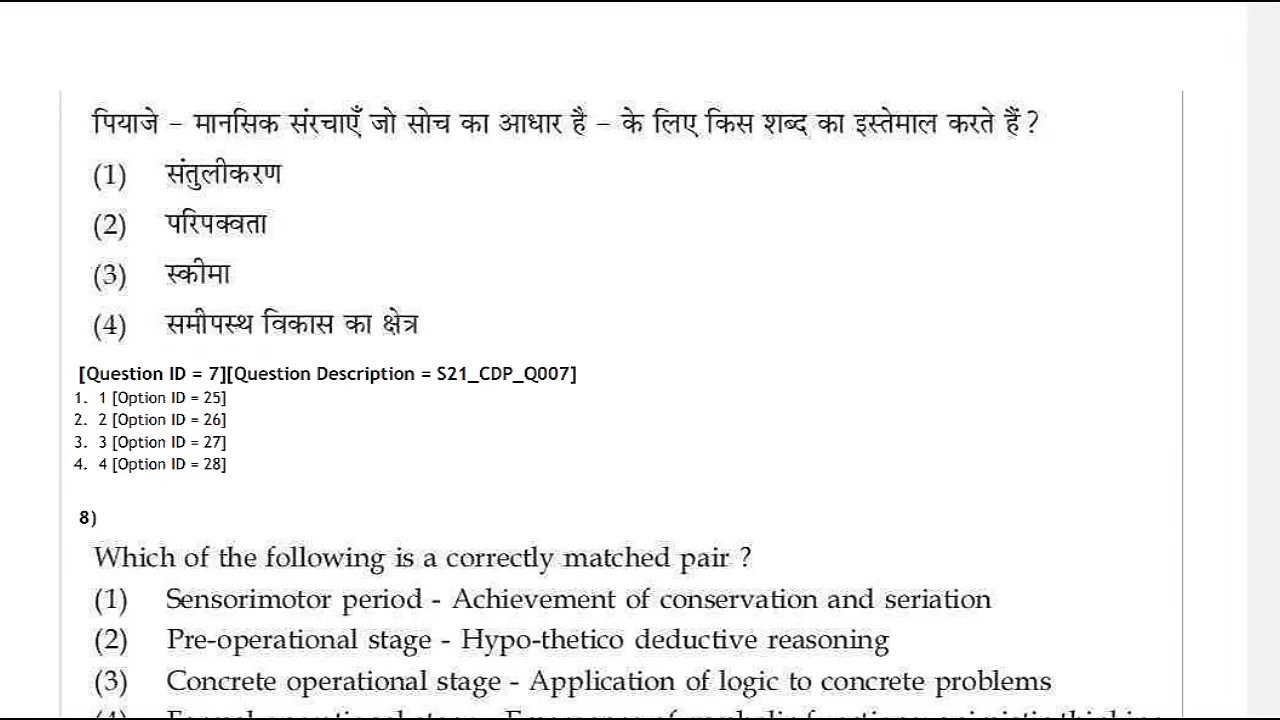 पियाजे – मानसिक संरचाएँ जो सोच का आधार है – के लिए किस शब्द का इस्तेमाल करते हैं ?
(1) संतुलीकरण
(2) परिपक्वता
(3) स्कीमा
(4) समीपस्थ विकास का क्षेत्र
[Question ID = 7][Question Description = S21_CDP_Q007]
1. 1 [Option ID = 25]
2. 2 [Option ID = 26]
3. 3 [Option ID = 27]
4. 4 [Option ID = 28]
8)
Which of the following is a correctly matched pair ?
(1) Sensorimotor period - Achievement of conservation and seriation
(2) Pre-operational stage - Hypo-thetico deductive reasoning
(3) Concrete operational stage - Application of logic to concrete problems